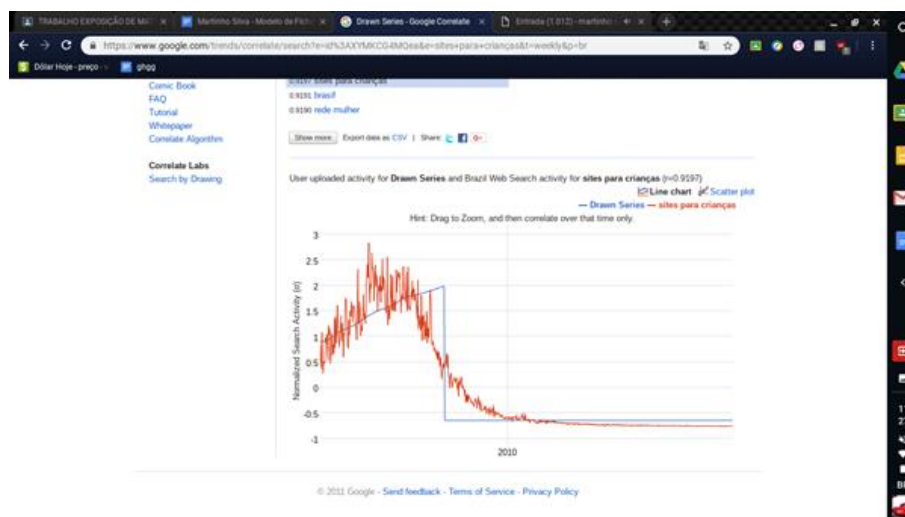 TRABALHO EXPOSIÇÃO DE
Martinho Silva - Modelo de
Drawn Series - Google Correlate
Entrada (1.012) - martinho
https://www.google.com/trends/correlate/search?e=id%3AXYMKCG4MQea&e=sites+para+crianças&t=weekly&p=br
Dólar Hoje - preço -
ghgg
Comic Book
FAQ
Tutorial
Whitepaper
Correlate Algorithm
Correlate Labs
Search by Drawing
0.9197 sites para crianças
0.9191 brasif
0.9190 rede mulher
Show more Export data as CSV | Share:
User uploaded activity for Drawn Series and Brazil Web Search activity for sites para crianças (r=0.9197)
Line chart Scatter plot
Drawn Series sites para crianças
Hint: Drag to Zoom, and then correlate over that time only.
Normalized Search Activity (σ)
3
2.5
2
1.5
1
0.5
0
-0.5
-1
2010
© 2011 Google - Send feedback - Terms of Service - Privacy Policy